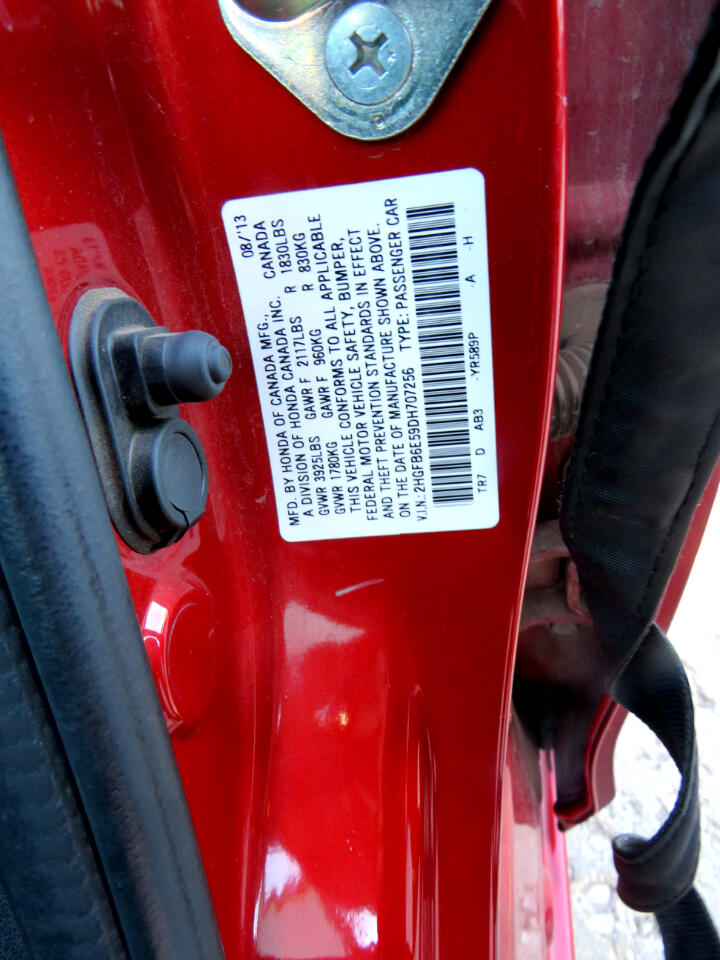 MFD. BY HONDA OF CANADA MFG., 08/'13
A DIVISION OF HONDA CANADA INC. CANADA
GVWR 3925LBS GAWR F 2117LBS R 1830LBS
GVWR 1780KG GAWR F 960KG R 830KG
THIS VEHICLE CONFORMS TO ALL APPLICABLE
FEDERAL MOTOR VEHICLE SAFETY, BUMPER,
AND THEFT PREVENTION STANDARDS IN EFFECT
ON THE DATE OF MANUFACTURE SHOWN ABOVE.
V.I.N.: 2HGFB6E59DH707256 TYPE: PASSENGER CAR
TR7 D AB3 -YR589P -A -H